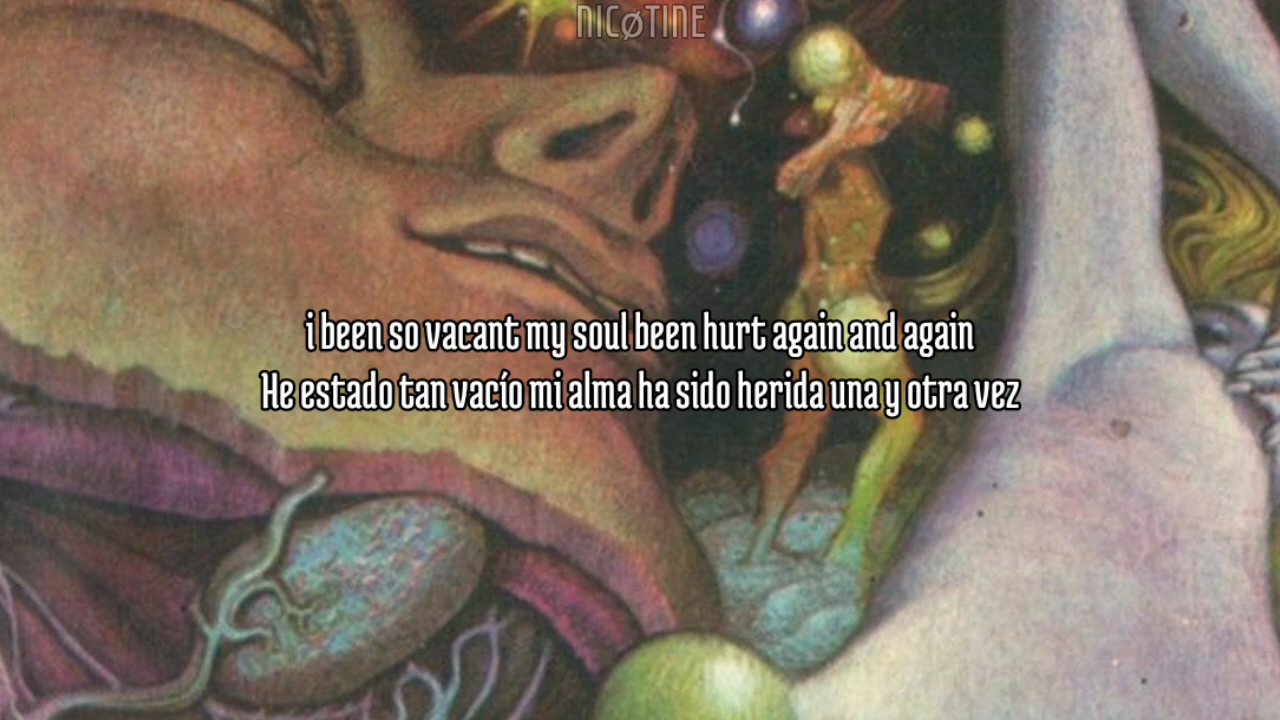 NICøTINE
i been so vacant my soul been hurt again and again
He estado tan vacío mi alma ha sido herida una y otra vez